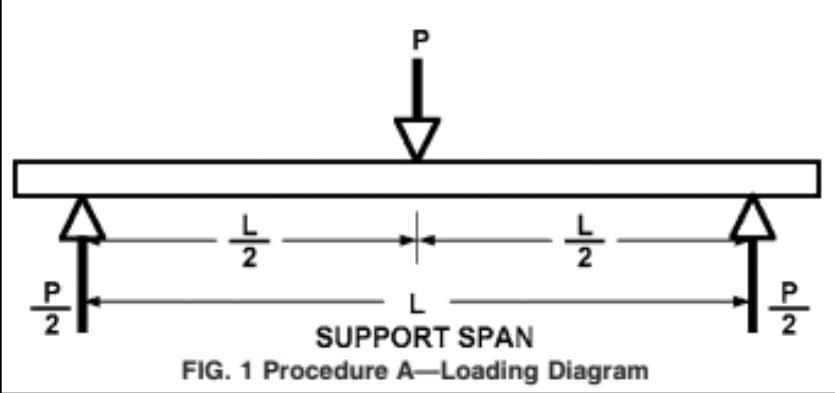 P
L/2
L/2
P/2
L
P/2
SUPPORT SPAN
FIG. 1 Procedure A—Loading Diagram